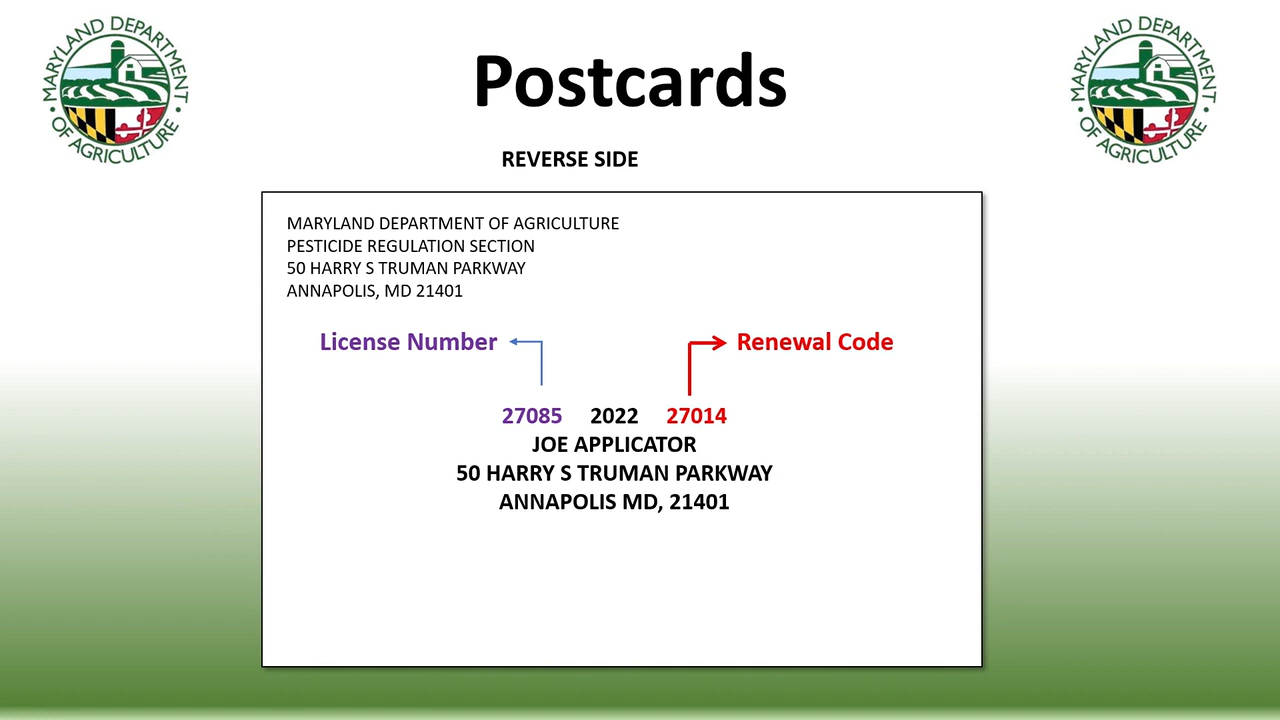 MARYLAND DEPARTMENT
• OF AGRICULTURE •
Postcards
MARYLAND DEPARTMENT
• OF AGRICULTURE •
REVERSE SIDE
MARYLAND DEPARTMENT OF AGRICULTURE
PESTICIDE REGULATION SECTION
50 HARRY S TRUMAN PARKWAY
ANNAPOLIS, MD 21401
License Number
Renewal Code
27085 2022 27014
JOE APPLICATOR
50 HARRY S TRUMAN PARKWAY
ANNAPOLIS MD, 21401